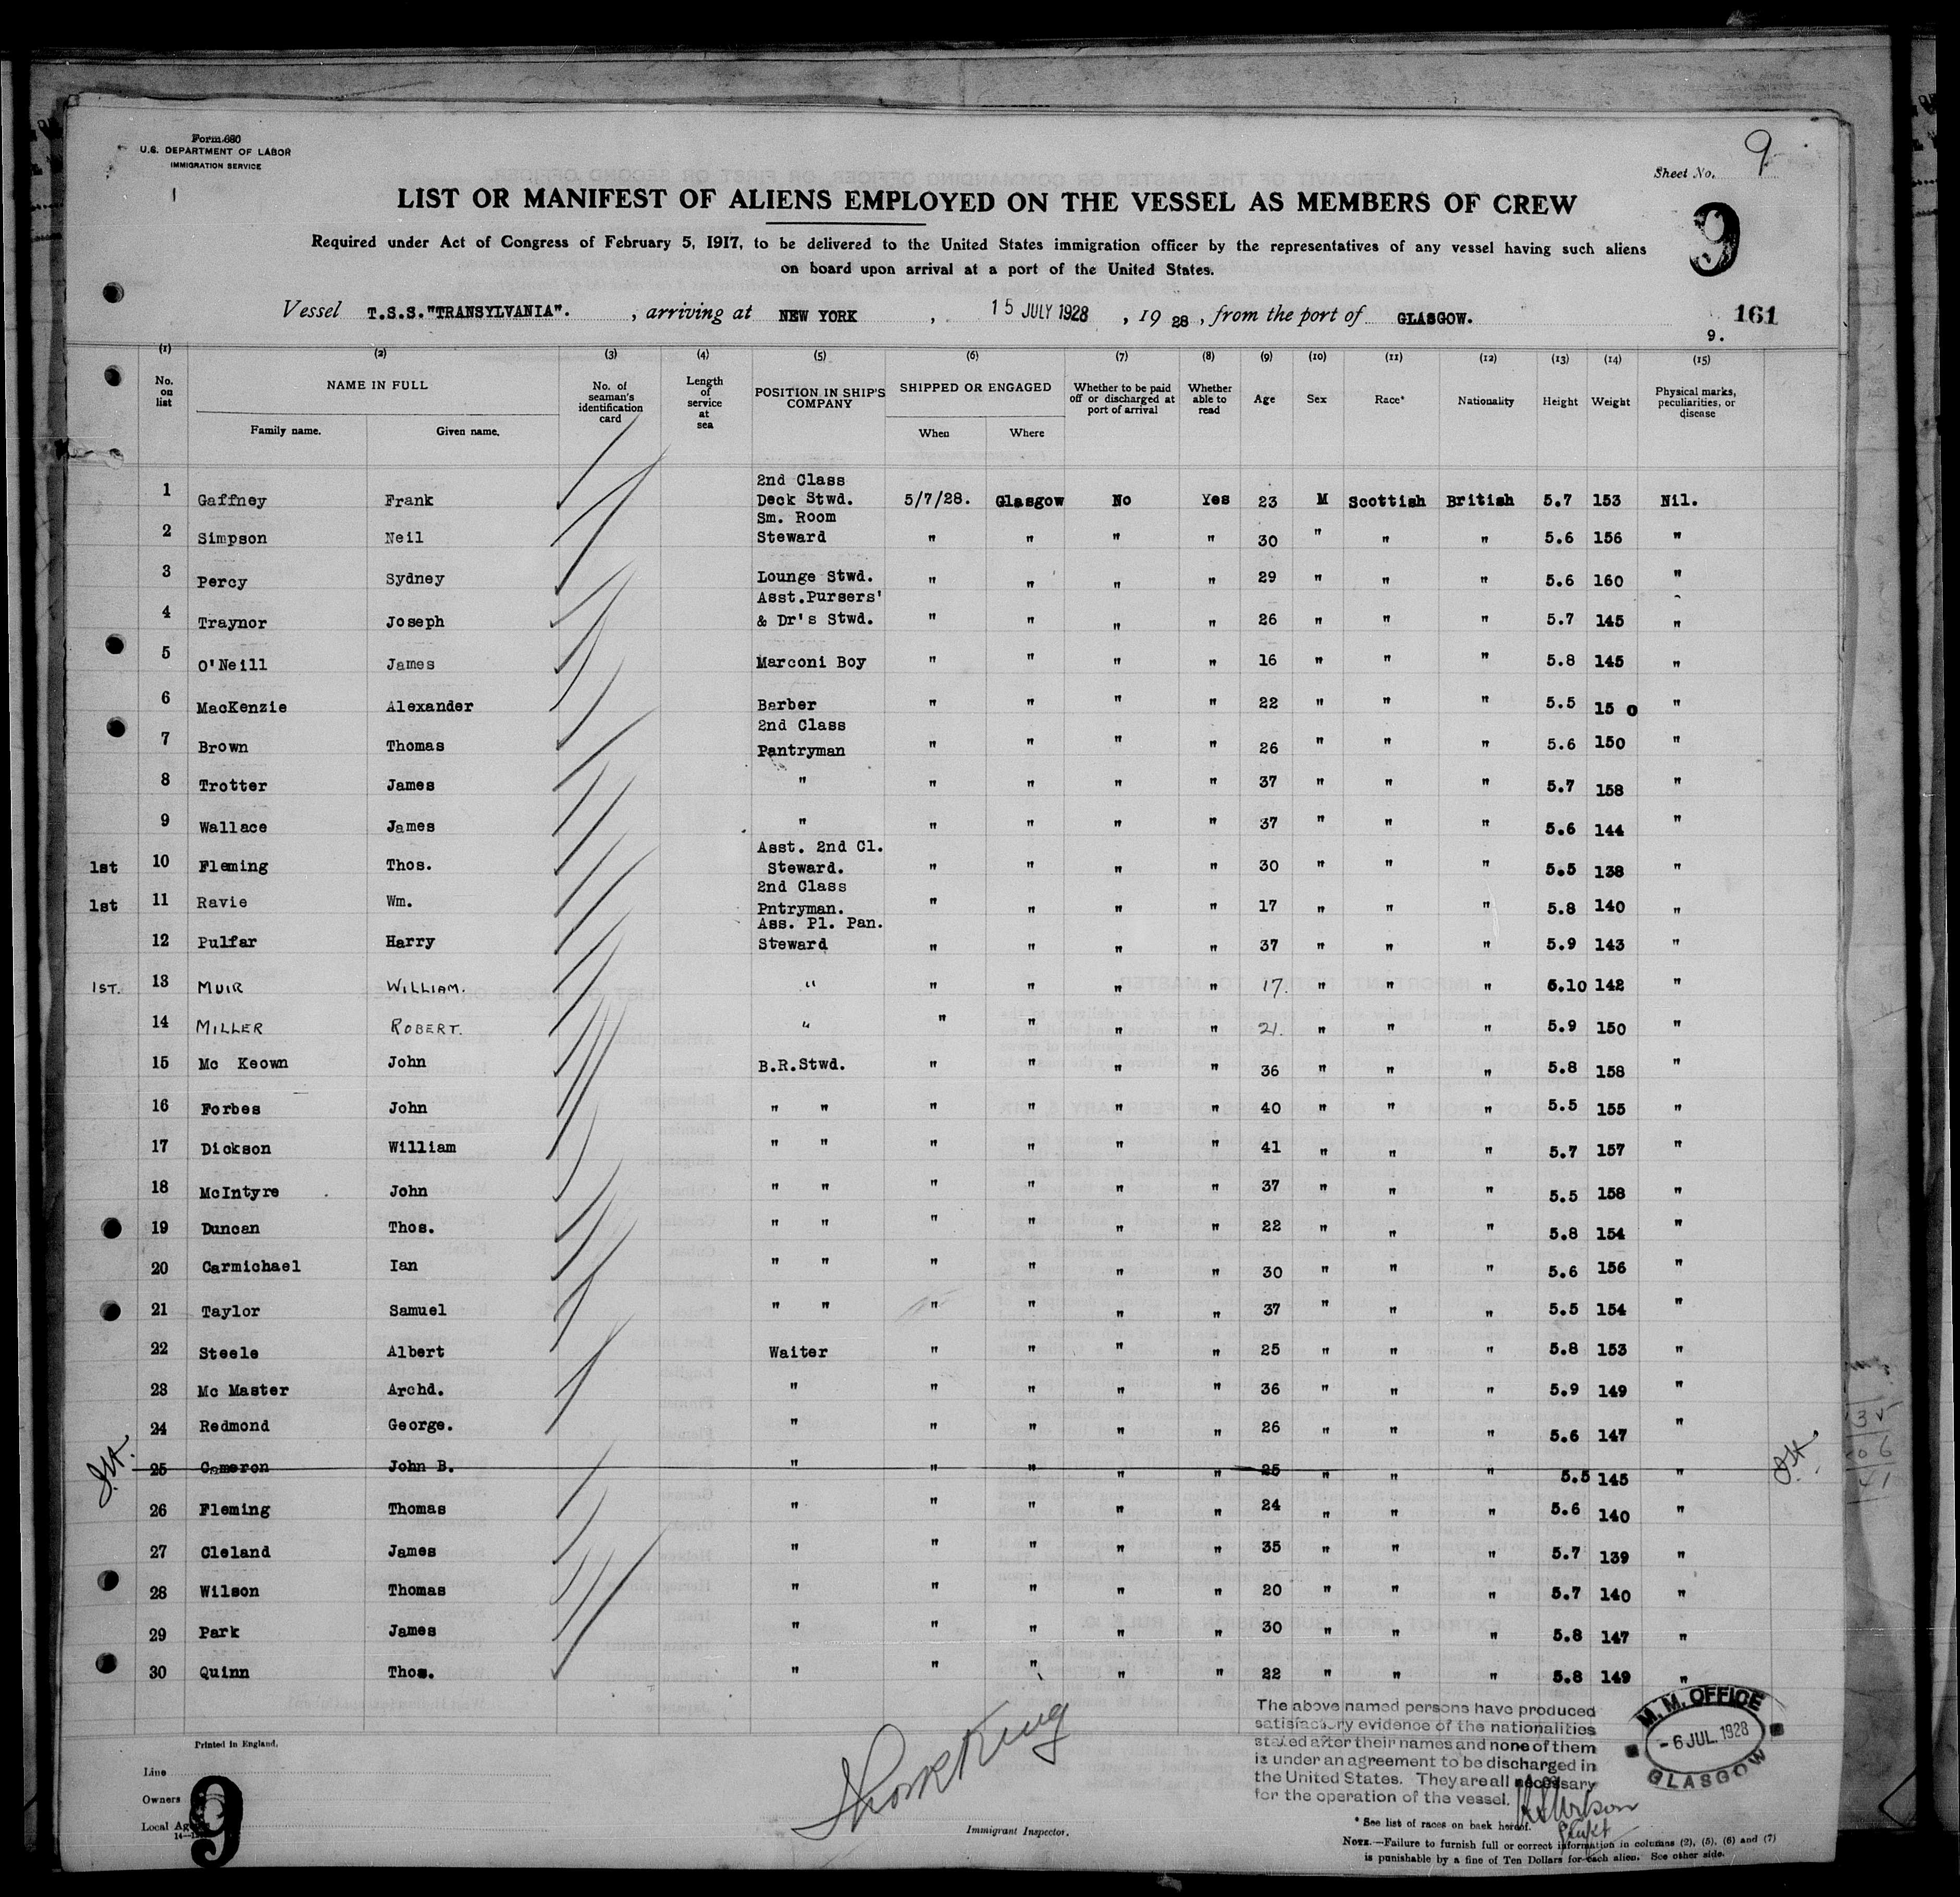 Form 680
U.S. DEPARTMENT OF LABOR
IMMIGRATION SERVICE
Sheet No. 9
9
LIST OR MANIFEST OF ALIENS EMPLOYED ON THE VESSEL AS MEMBERS OF CREW
Required under Act of Congress of February 5, 1917, to be delivered to the United States immigration officer by the representatives of any vessel having such aliens
on board upon arrival at a port of the United States.
Vessel T.S.S."TRANSYLVANIA". , arriving at NEW YORK , 15 JULY 1928 , 19 28 , from the port of GLASGOW.
161
9.
(1) (2) (3) (4) (5) (6) (7) (8) (9) (10) (11) (12) (13) (14) (15)
No. on list NAME IN FULL Family name. Given name. No. of seaman's identification card Length of service at sea POSITION IN SHIP'S COMPANY SHIPPED OR ENGAGED When Where Whether to be paid off or discharged at port of arrival Whether able to read Age Sex Race* Nationality Height Weight Physical marks, peculiarities, or disease
1 Gaffney Frank 2nd Class Deck Stwd. 5/7/28. Glasgow No Yes 23 M Scottish British 5.7 153 Nil.
2 Simpson Neil Sm. Room Steward " " " " 30 " " " 5.6 156 "
3 Percy Sydney Lounge Stwd. " " " " 29 " " " 5.6 160 "
4 Traynor Joseph Asst.Pursers' & Dr's Stwd. " " " " 26 " " " 5.7 145 "
5 O'Neill James Marconi Boy " " " " 16 " " " 5.8 145 "
6 MacKenzie Alexander Barber " " " " 22 " " " 5.5 15 0 "
7 Brown Thomas 2nd Class Pantryman " " " " 26 " " " 5.6 150 "
8 Trotter James " " " " " 37 " " " 5.7 158 "
9 Wallace James " " " " " 37 " " " 5.6 144 "
1st 10 Fleming Thos. Asst. 2nd Cl. Steward. " " " " 30 " " " 5.5 138 "
1st 11 Ravie Wm. 2nd Class Pntryman. " " " " 17 " " " 5.8 140 "
12 Pulfar Harry Ass. Pl. Pan. Steward " " " " 37 " " " 5.9 143 "
1ST. 13 MUIR WILLIAM. " " " " " 17. " " " 5.10 142 "
14 MILLER ROBERT. " " " " " 21. " " " 5.9 150 "
15 Mc Keown John B.R.Stwd. " " " " 36 " " " 5.8 158 "
16 Forbes John " " " " " " 40 " " " 5.5 155 "
17 Dickson William " " " " " " 41 " " " 5.7 157 "
18 McIntyre John " " " " " " 37 " " " 5.5 158 "
19 Duncan Thos. " " " " " " 22 " " " 5.8 154 "
20 Carmichael Ian " " " " " " 30 " " " 5.6 156 "
21 Taylor Samuel " " " " " " 37 " " " 5.5 154 "
22 Steele Albert Waiter " " " " 25 " " " 5.8 153 "
23 Mc Master Archd. " " " " " 36 " " " 5.9 149 "
24 Redmond George. " " " " " 26 " " " 5.6 147 "
25 Cameron John B. " " " " " 25 " " " 5.5 145 "
26 Fleming Thomas " " " " " 24 " " " 5.6 140 "
27 Cleland James " " " " " 35 " " " 5.7 139 "
28 Wilson Thomas " " " " " 20 " " " 5.7 140 "
29 Park James " " " " " 30 " " " 5.8 147 "
30 Quinn Thos. " " " " " 22 " " " 5.8 149 "
The above named persons have produced
satisfactory evidence of the nationalities
stated after their names and none of them
is under an agreement to be discharged in
the United States. They are all necessary
for the operation of the vessel.
M.M. OFFICE
- 6 JUL. 1928
GLASGOW
Printed in England.
Line
Owners
Local Agents
9
Immigrant Inspector.
* See list of races on back hereof.
NOTE.—Failure to furnish full or correct information in columns (2), (5), (6) and (7)
is punishable by a fine of Ten Dollars for each alien. See other side.